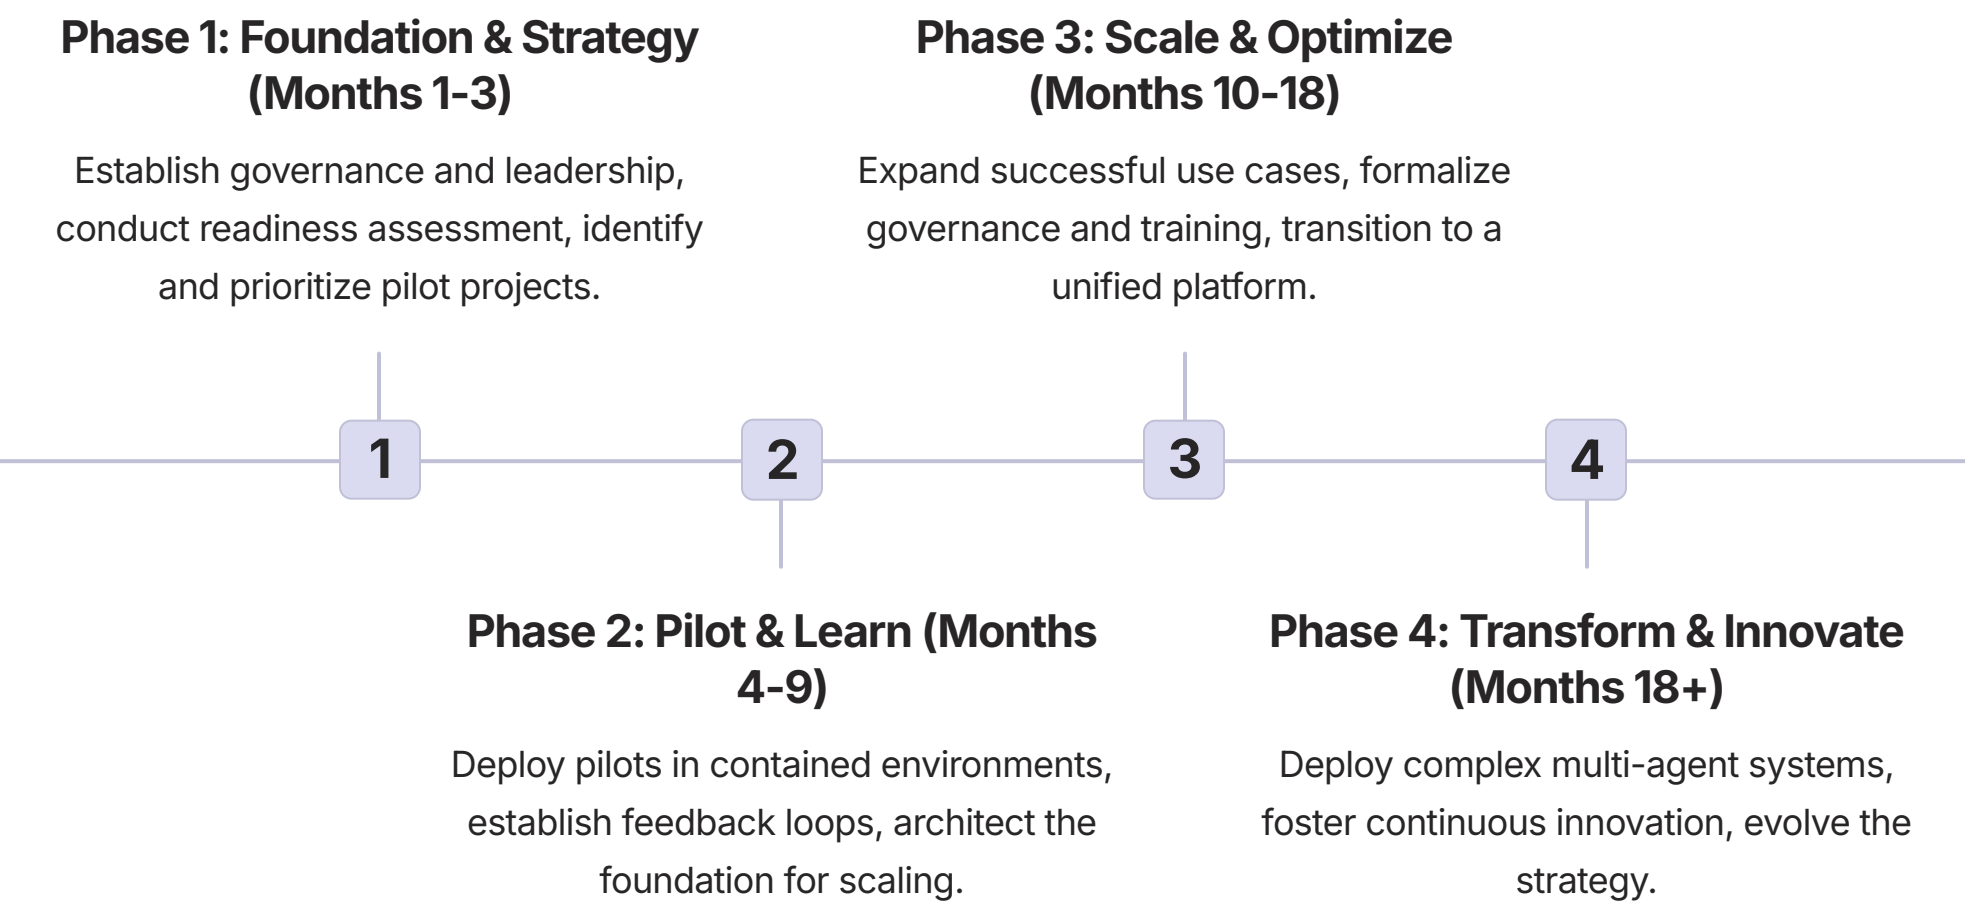 Phase 1: Foundation & Strategy
(Months 1-3)
Establish governance and leadership,
conduct readiness assessment, identify
and prioritize pilot projects.
Phase 3: Scale & Optimize
(Months 10-18)
Expand successful use cases, formalize
governance and training, transition to a
unified platform.
1
2
3
4
Phase 2: Pilot & Learn (Months
4-9)
Deploy pilots in contained environments,
establish feedback loops, architect the
foundation for scaling.
Phase 4: Transform & Innovate
(Months 18+)
Deploy complex multi-agent systems,
foster continuous innovation, evolve the
strategy.